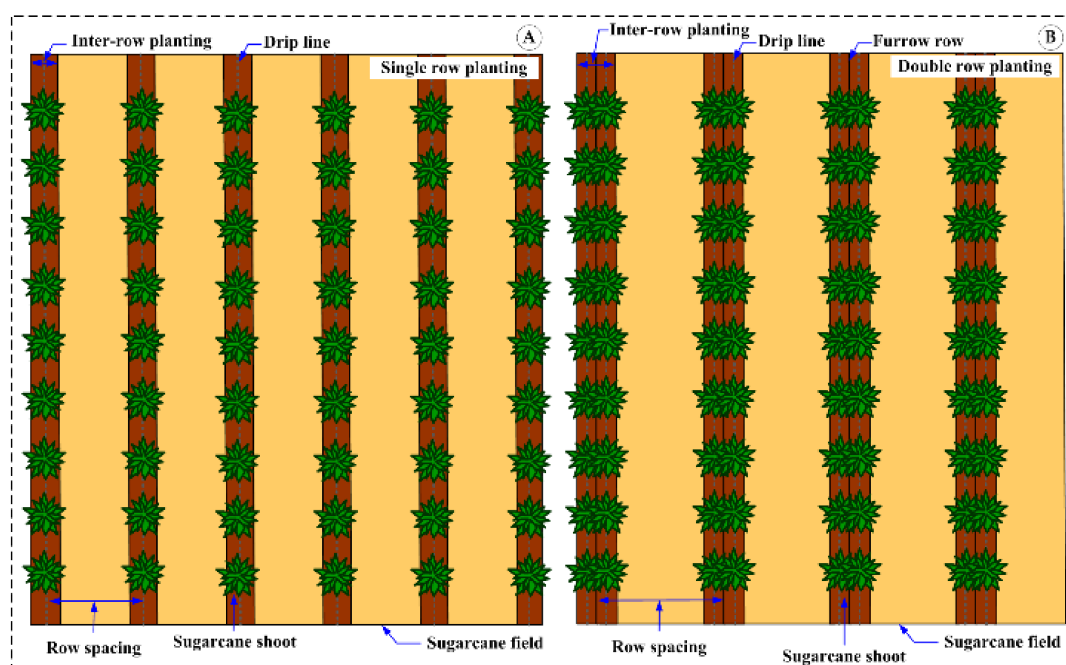 Inter-row planting
Drip line
A
Single row planting
Row spacing
Sugarcane shoot
Sugarcane field
Inter-row planting
Drip line
Furrow row
B
Double row planting
Row spacing
Sugarcane shoot
Sugarcane field